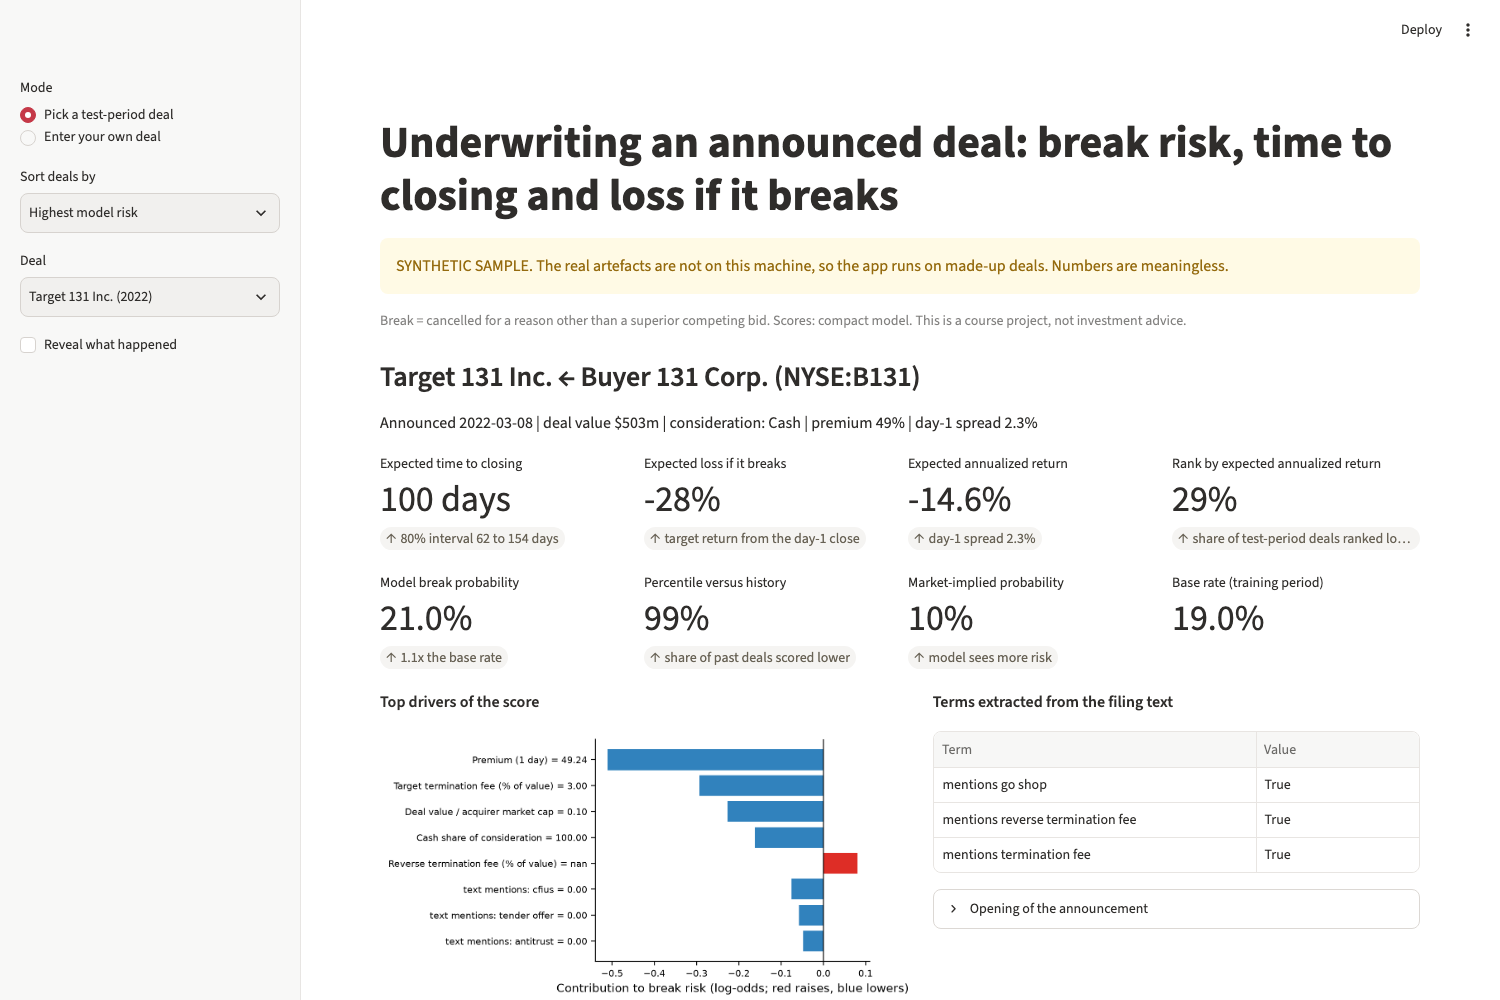 Deploy
Mode
Pick a test-period deal
Enter your own deal
Sort deals by
Highest model risk
Deal
Target 131 Inc. (2022)
Reveal what happened
Underwriting an announced deal: break risk, time to
closing and loss if it breaks
SYNTHETIC SAMPLE. The real artefacts are not on this machine, so the app runs on made-up deals. Numbers are meaningless.
Break = cancelled for a reason other than a superior competing bid. Scores: compact model. This is a course project, not investment advice.
Target 131 Inc. ← Buyer 131 Corp. (NYSE:B131)
Announced 2022-03-08 | deal value $503m | consideration: Cash | premium 49% | day-1 spread 2.3%
Expected time to closing
100 days
↑ 80% interval 62 to 154 days
Expected loss if it breaks
-28%
↑ target return from the day-1 close
Expected annualized return
-14.6%
↑ day-1 spread 2.3%
Rank by expected annualized return
29%
↑ share of test-period deals ranked lo…
Model break probability
21.0%
↑ 1.1x the base rate
Percentile versus history
99%
↑ share of past deals scored lower
Market-implied probability
10%
↑ model sees more risk
Base rate (training period)
19.0%
Top drivers of the score
Premium (1 day) = 49.24
Target termination fee (% of value) = 3.00
Deal value / acquirer market cap = 0.10
Cash share of consideration = 100.00
Reverse termination fee (% of value) = nan
text mentions: cfius = 0.00
text mentions: tender offer = 0.00
text mentions: antitrust = 0.00
−0.5 −0.4 −0.3 −0.2 −0.1 0.0 0.1
Contribution to break risk (log-odds; red raises, blue lowers)
Terms extracted from the filing text
Term Value
mentions go shop True
mentions reverse termination fee True
mentions termination fee True
Opening of the announcement